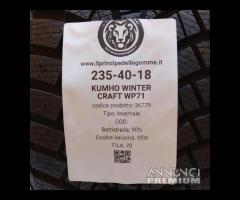 www.ilprincipedellegomme.it
235-40-18
KUMHO WINTER
CRAFT WP71
codice prodotto: 36779
Tipo: Invernale
COD:
Battistrada: 90%
Codice Velocità: 95W
FILA: 70
ANNUNCI
PREMIUM